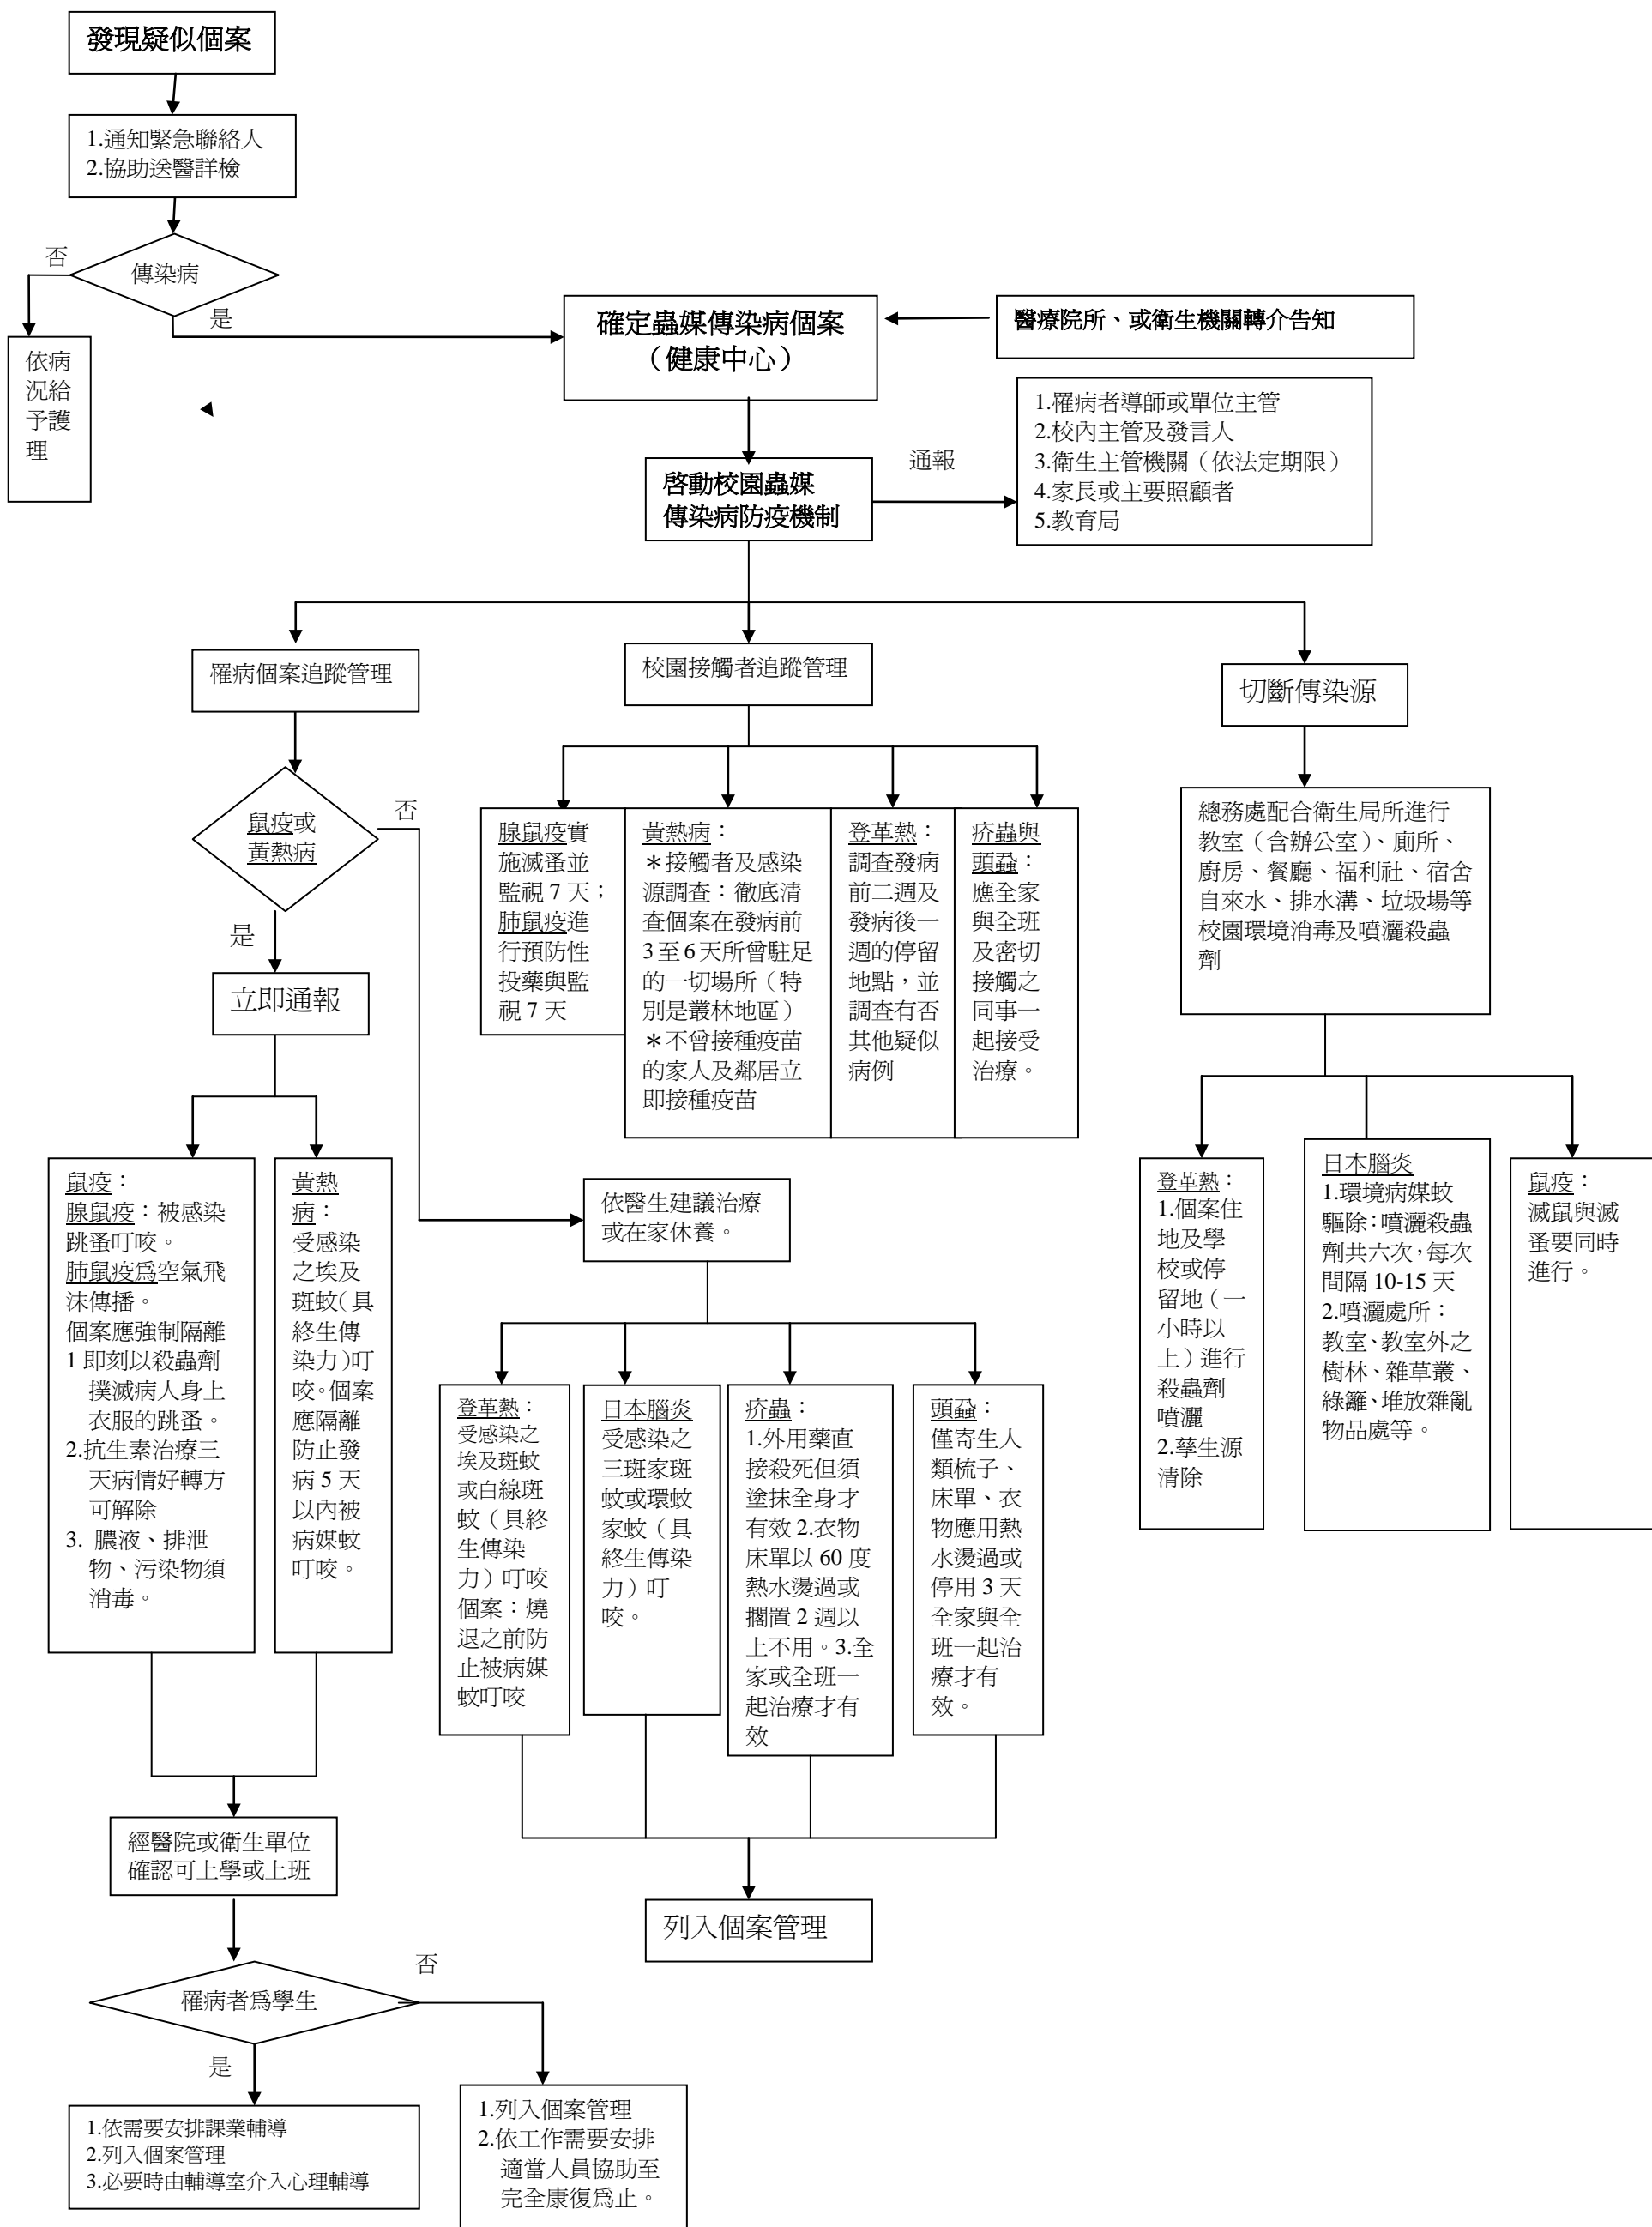 發現疑似個案
1.通知緊急聯絡人
2.協助送醫詳檢
傳染病
否
是
依病
況給
予護
理
確定蟲媒傳染病個案
（健康中心）
醫療院所、或衛生機關轉介告知
啓動校園蟲媒
傳染病防疫機制
通報
1.罹病者導師或單位主管
2.校內主管及發言人
3.衛生主管機關（依法定期限）
4.家長或主要照顧者
5.教育局
罹病個案追蹤管理
校園接觸者追蹤管理
切斷傳染源
鼠疫或
黃熱病
否
是
立即通報
腺鼠疫實
施滅蚤並
監視 7 天；
肺鼠疫進
行預防性
投藥與監
視 7 天
黃熱病：
＊接觸者及感染
源調查：徹底清
查個案在發病前
3 至 6 天所曾駐足
的一切場所（特
別是叢林地區）
＊不曾接種疫苗
的家人及鄰居立
即接種疫苗
登革熱：
調查發病
前二週及
發病後一
週的停留
地點，並
調查有否
其他疑似
病例
疥蟲與
頭蝨：
應全家
與全班
及密切
接觸之
同事一
起接受
治療。
總務處配合衛生局所進行
教室（含辦公室）、廁所、
廚房、餐廳、福利社、宿舍
自來水、排水溝、垃圾場等
校園環境消毒及噴灑殺蟲
劑
鼠疫：
腺鼠疫：被感染
跳蚤叮咬。
肺鼠疫爲空氣飛
沫傳播。
個案應強制隔離
1 即刻以殺蟲劑
撲滅病人身上
衣服的跳蚤。
2.抗生素治療三
天病情好轉方
可解除
3. 膿液、排泄
物、污染物須
消毒。
黃熱
病：
受感染
之埃及
斑蚊（具
終生傳
染力）叮
咬。個案
應隔離
防止發
病 5 天
以內被
病媒蚊
叮咬。
依醫生建議治療
或在家休養。
登革熱：
受感染之
埃及斑蚊
或白線斑
蚊（具終
生傳染
力）叮咬
個案：燒
退之前防
止被病媒
蚊叮咬
日本腦炎
受感染之
三斑家斑
蚊或環蚊
家蚊（具
終生傳染
力）叮
咬。
疥蟲：
1.外用藥直
接殺死但須
塗抹全身才
有效 2.衣物
床單以 60 度
熱水燙過或
擱置 2 週以
上不用。3.全
家或全班一
起治療才有
效
頭蝨：
僅寄生人
類梳子、
床單、衣
物應用熱
水燙過或
停用 3 天
全家與全
班一起治
療才有
效。
登革熱：
1.個案住
地及學
校或停
留地（一
小時以
上）進行
殺蟲劑
噴灑
2.孳生源
清除
日本腦炎
1.環境病媒蚊
驅除：噴灑殺蟲
劑共六次，每次
間隔 10-15 天
2.噴灑處所：
教室、教室外之
樹林、雜草叢、
綠籬、堆放雜亂
物品處等。
鼠疫：
滅鼠與滅
蚤要同時
進行。
經醫院或衛生單位
確認可上學或上班
列入個案管理
罹病者爲學生
否
是
1.依需要安排課業輔導
2.列入個案管理
3.必要時由輔導室介入心理輔導
1.列入個案管理
2.依工作需要安排
適當人員協助至
完全康復爲止。